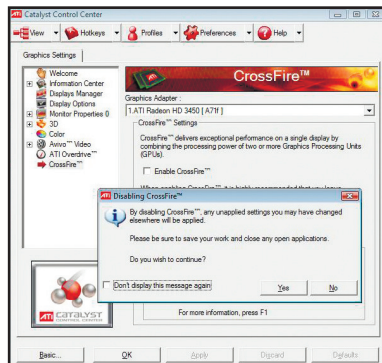 ATI Catalyst Control Center
View Hotkeys Profiles Preferences Help
Graphics Settings
Welcome
Information Center
Displays Manager
Display Options
Monitor Properties 0
3D
Color
Avivo™ Video
ATI Overdrive™
CrossFire™
CrossFire™
Graphics Adapter :
1.ATI Radeon HD 3450 [ A71f ]
CrossFire™ Settings
CrossFire™ delivers exceptional performance on a single display by
combining the processing power of two or more Graphics Processing Units
(GPUs).
Enable CrossFire™
ATI Disabling CrossFire™
By disabling CrossFire™, any unapplied settings you may have changed
elsewhere will be applied.
Please be sure to save your work and close any open applications.
Do you wish to continue?
Don't display this message again
Yes No
ATI CATALYST
CONTROL CENTER
For more information, press F1
Basic... OK Apply Discard Defaults